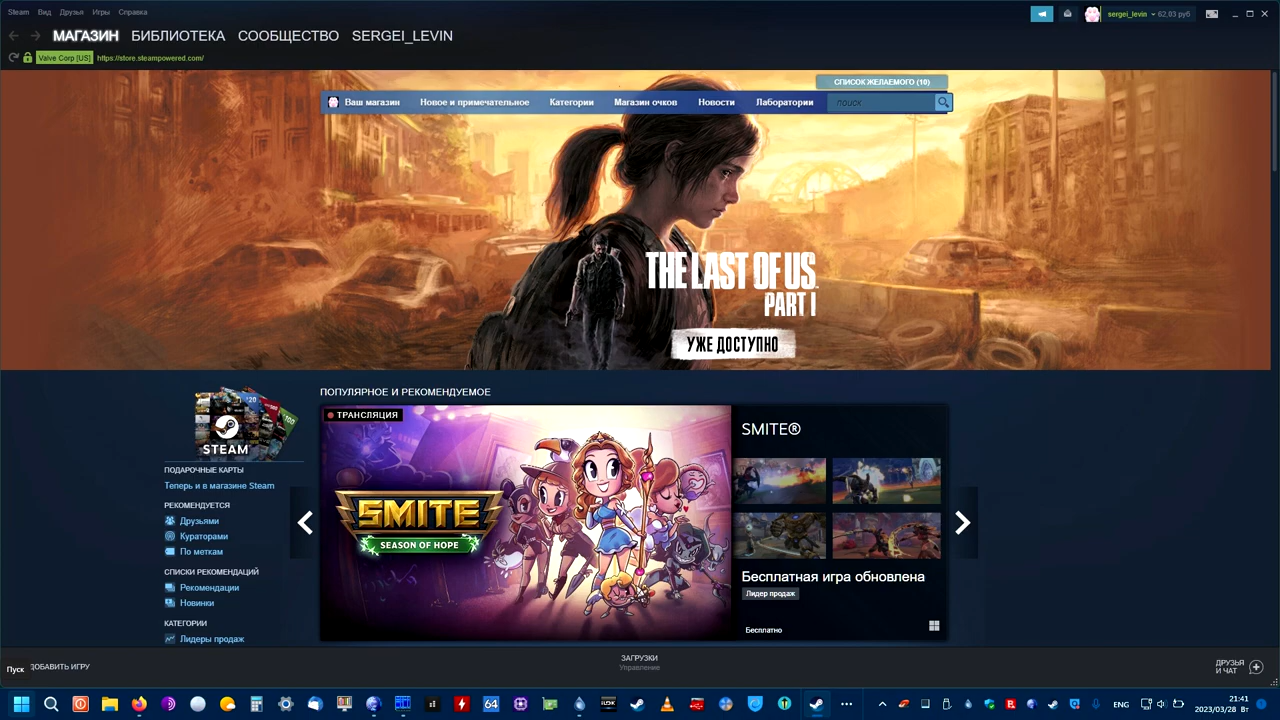 Steam Вид Друзья Игры Справка
sergei_levin 62,83 руб
МАГАЗИН БИБЛИОТЕКА СООБЩЕСТВО SERGEI_LEVIN
Valve Corp [US] https://store.steampowered.com/
СПИСОК ЖЕЛАЕМОГО (10)
Ваш магазин Новое и примечательное Категории Магазин очков Новости Лаборатории поиск
THE LAST OF US
PART I
УЖЕ ДОСТУПНО
STEAM
ПОДАРОЧНЫЕ КАРТЫ
Теперь и в магазине Steam
РЕКОМЕНДУЕТСЯ
Друзьями
Кураторами
По меткам
СПИСКИ РЕКОМЕНДАЦИЙ
Рекомендации
Новинки
КАТЕГОРИИ
Лидеры продаж
ПОПУЛЯРНОЕ И РЕКОМЕНДУЕМОЕ
ТРАНСЛЯЦИЯ
SMITE
SEASON OF HOPE
SMITE®
Бесплатная игра обновлена
Лидер продаж
Бесплатно
Пуск
ДОБАВИТЬ ИГРУ
ЗАГРУЗКИ
Управление
ДРУЗЬЯ
И ЧАТ
64
ENG
21:41
2023/03/28 Вт